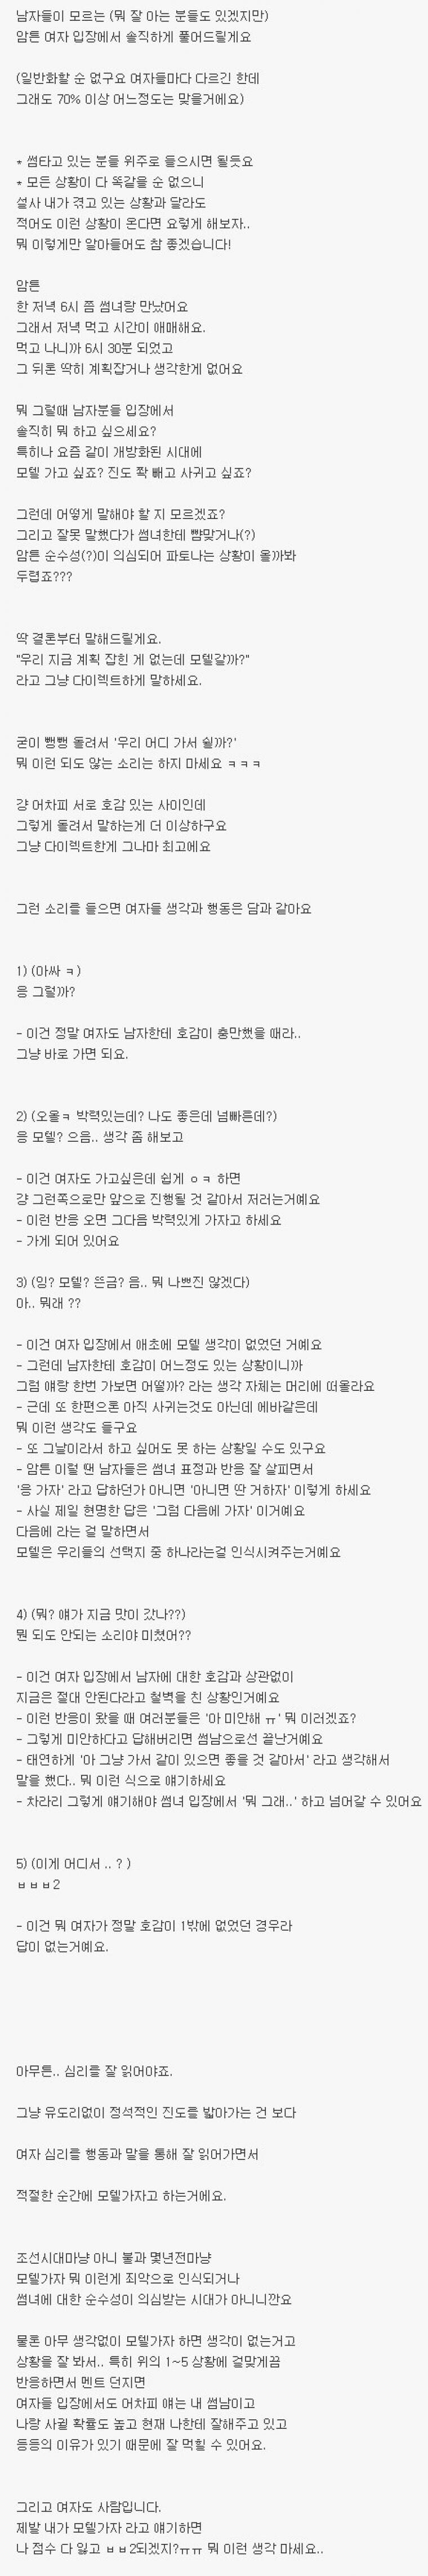 남자들이 모르는 (뭐 잘 아는 분들도 있겠지만)
암튼 여자 입장에서 솔직하게 풀어드릴게요
(일반화할 순 없구요 여자들마다 다르긴 한데
그래도 70% 이상 어느정도는 맞을거에요)
* 썸타고 있는 분들 위주로 들으시면 될듯요
* 모든 상황이 다 똑같을 순 없으니
설사 내가 겪고 있는 상황과 달라도
적어도 이런 상황이 온다면 요렇게 해보자..
뭐 이렇게만 알아들어도 참 좋겠습니다!
암튼
한 저녁 6시 쯤 썸녀랑 만났어요
그래서 저녁 먹고 시간이 애매해요.
먹고 나니까 6시 30분 되었고
그 뒤론 딱히 계획잡거나 생각한게 없어요
뭐 그럴때 남자분들 입장에서
솔직히 뭐 하고 싶으세요?
특히나 요즘 같이 개방화된 시대에
모텔 가고 싶죠? 진도 쫙 빼고 사귀고 싶죠?
그런데 어떻게 말해야 할 지 모르겠죠?
그리고 잘못 말했다가 썸녀한테 뺨맞거나(?)
암튼 순수성(?)이 의심되어 파토나는 상황이 올까봐
두렵죠???
딱 결론부터 말해드릴게요.
"우리 지금 계획 잡힌 게 없는데 모텔갈까?"
라고 그냥 다이렉트하게 말하세요.
굳이 뺑뺑 돌려서 '우리 어디 가서 쉴까?'
뭐 이런 되도 않는 소리는 하지 마세요 ㅋㅋㅋ
걍 어차피 서로 호감 있는 사이인데
그렇게 돌려서 말하는게 더 이상하구요
그냥 다이렉트한게 그나마 최고에요
그런 소리를 들으면 여자들 생각과 행동은 담과 같아요
1) (아싸 ㅋ)
응 그럴까?
- 이건 정말 여자도 남자한테 호감이 충만했을 때라..
그냥 바로 가면 되요.
2) (오올ㅋ 박력있는데? 나도 좋은데 넘빠른데?)
응 모텔? 으음.. 생각 좀 해보고
- 이건 여자도 가고싶은데 쉽게 ㅇㅋ 하면
걍 그런쪽으로만 앞으로 진행될 것 같아서 저러는거예요
- 이런 반응 오면 그다음 박력있게 가자고 하세요
- 가게 되어 있어요
3) (잉? 모텔? 뜬금? 음.. 뭐 나쁘진 않겠다)
아.. 뭐래 ??
- 이건 여자 입장에서 애초에 모텔 생각이 없었던 거예요
- 그런데 남자한테 호감이 어느정도 있는 상황이니까
그럼 얘랑 한번 가보면 어떨까? 라는 생각 자체는 머리에 떠올라요
- 근데 또 한편으론 아직 사귀는것도 아닌데 에바같은데
뭐 이런 생각도 들구요
- 또 그날이라서 하고 싶어도 못 하는 상황일 수도 있구요
- 암튼 이럴 땐 남자들은 썸녀 표정과 반응 잘 살피면서
'응 가자' 라고 답하던가 아니면 '아니면 딴 거하자' 이렇게 하세요
- 사실 제일 현명한 답은 '그럼 다음에 가자' 이거예요
다음에 라는 걸 말하면서
모텔은 우리들의 선택지 중 하나라는걸 인식시켜주는거예요
4) (뭐? 얘가 지금 맛이 갔나??)
뭔 되도 안되는 소리야 미쳤어??
- 이건 여자 입장에서 남자에 대한 호감과 상관없이
지금은 절대 안된다라고 철벽을 친 상황인거예요
- 이런 반응이 왔을 때 여러분들은 '아 미안해 ㅠ' 뭐 이러겠죠?
- 그렇게 미안하다고 답해버리면 썸남으로선 끝난거예요
- 태연하게 '아 그냥 가서 같이 있으면 좋을 것 같아서' 라고 생각해서
말을 했다.. 뭐 이런 식으로 얘기하세요
- 차라리 그렇게 얘기해야 썸녀 입장에서 '뭐 그래..' 하고 넘어갈 수 있어요
5) (이게 어디서 .. ? )
ㅂㅂㅂ2
- 이건 뭐 여자가 정말 호감이 1밖에 없었던 경우라
답이 없는거예요.
아무튼.. 심리를 잘 읽어야죠.
그냥 유도리없이 정석적인 진도를 밟아가는 건 보다
여자 심리를 행동과 말을 통해 잘 읽어가면서
적절한 순간에 모텔가자고 하는거에요.
조선시대마냥 아니 불과 몇년전마냥
모텔가자 뭐 이런게 죄악으로 인식되거나
썸녀에 대한 순수성이 의심받는 시대가 아니니깐요
물론 아무 생각없이 모텔가자 하면 생각이 없는거고
상황을 잘 봐서.. 특히 위의 1~5 상황에 걸맞게끔
반응하면서 멘트 던지면
여자들 입장에서도 어차피 얘는 내 썸남이고
나랑 사귈 확률도 높고 현재 나한테 잘해주고 있고
등등의 이유가 있기 때문에 잘 먹힐 수 있어요.
그리고 여자도 사람입니다.
제발 내가 모텔가자 라고 얘기하면
나 점수 다 잃고 ㅂㅂ2되겠지?ㅠㅠ 뭐 이런 생각 마세요..